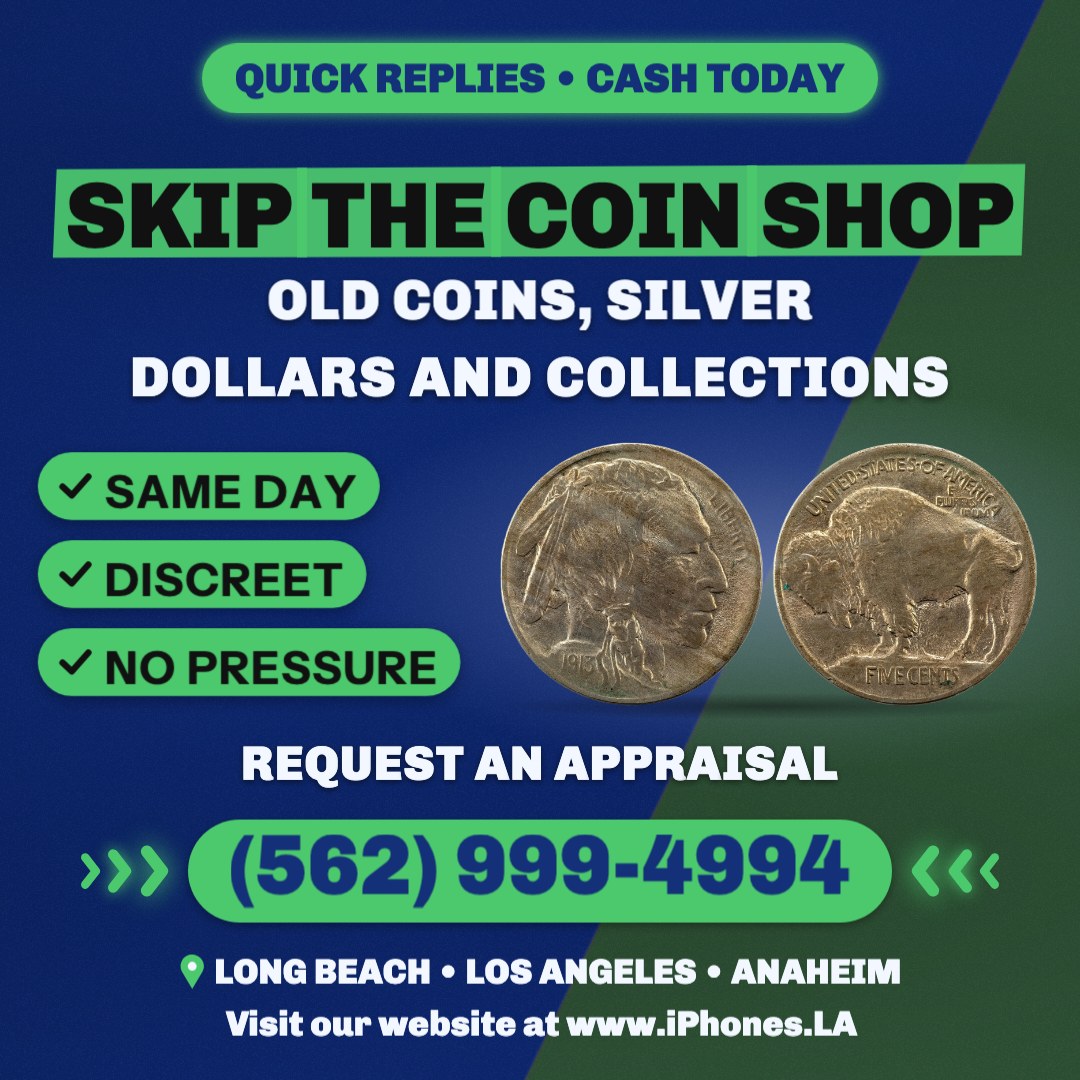 QUICK REPLIES • CASH TODAY
SKIP THE COIN SHOP
OLD COINS, SILVER
DOLLARS AND COLLECTIONS
✓ SAME DAY
✓ DISCREET
✓ NO PRESSURE
LIBERTY
1913
UNITED·STATES·OF·AMERICA
E
PLURIBUS
UNUM
FIVE CENTS
REQUEST AN APPRAISAL
(562) 999-4994
LONG BEACH • LOS ANGELES • ANAHEIM
Visit our website at www.iPhones.LA